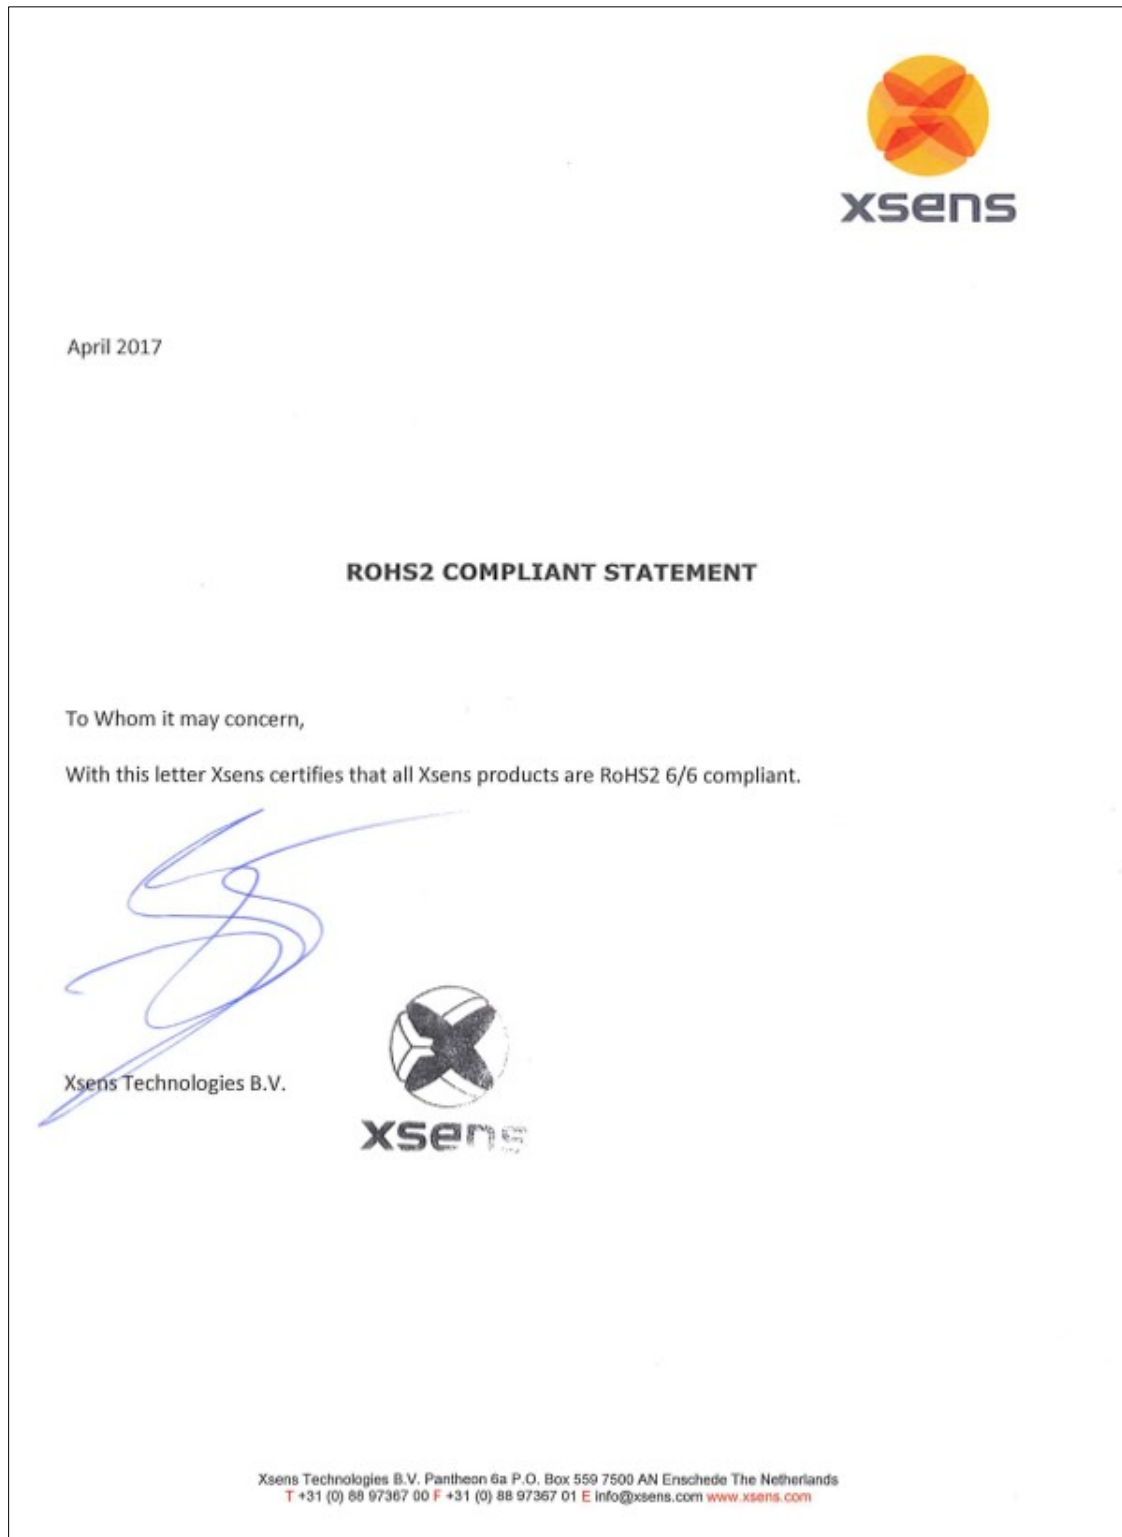 xsens
April 2017
ROHS2 COMPLIANT STATEMENT
To Whom it may concern,
With this letter Xsens certifies that all Xsens products are RoHS2 6/6 compliant.
Xsens Technologies B.V.
xsens
Xsens Technologies B.V. Pantheon 6a P.O. Box 559 7500 AN Enschede The Netherlands
T +31 (0) 88 97367 00 F +31 (0) 88 97367 01 E info@xsens.com www.xsens.com